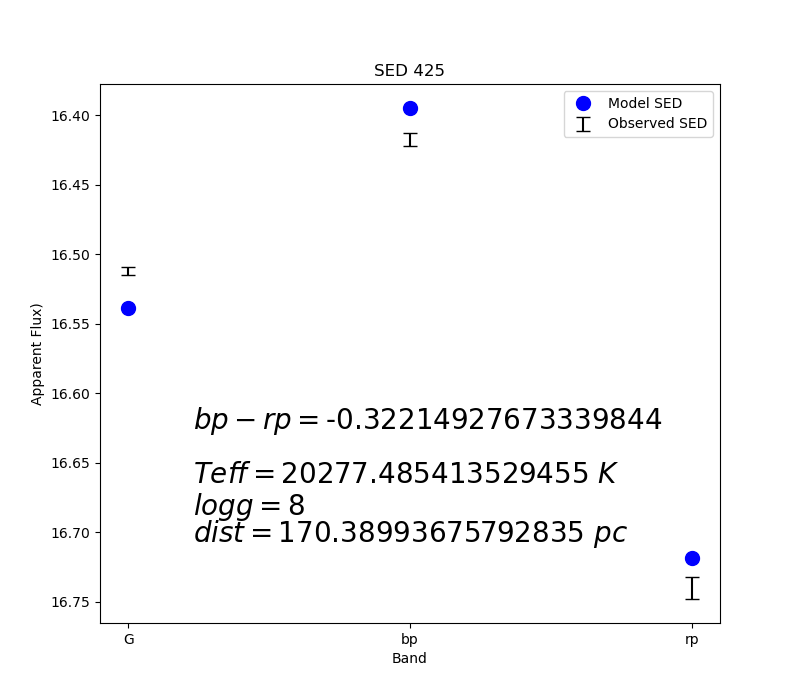 SED 425
Model SED
Observed SED
16.40
16.45
16.50
16.55
16.60
16.65
16.70
16.75
Apparent Flux)
bp − rp = -0.32214927673339844
Teff = 20277.485413529455 K
logg = 8
dist = 170.38993675792835 pc
G bp rp
Band